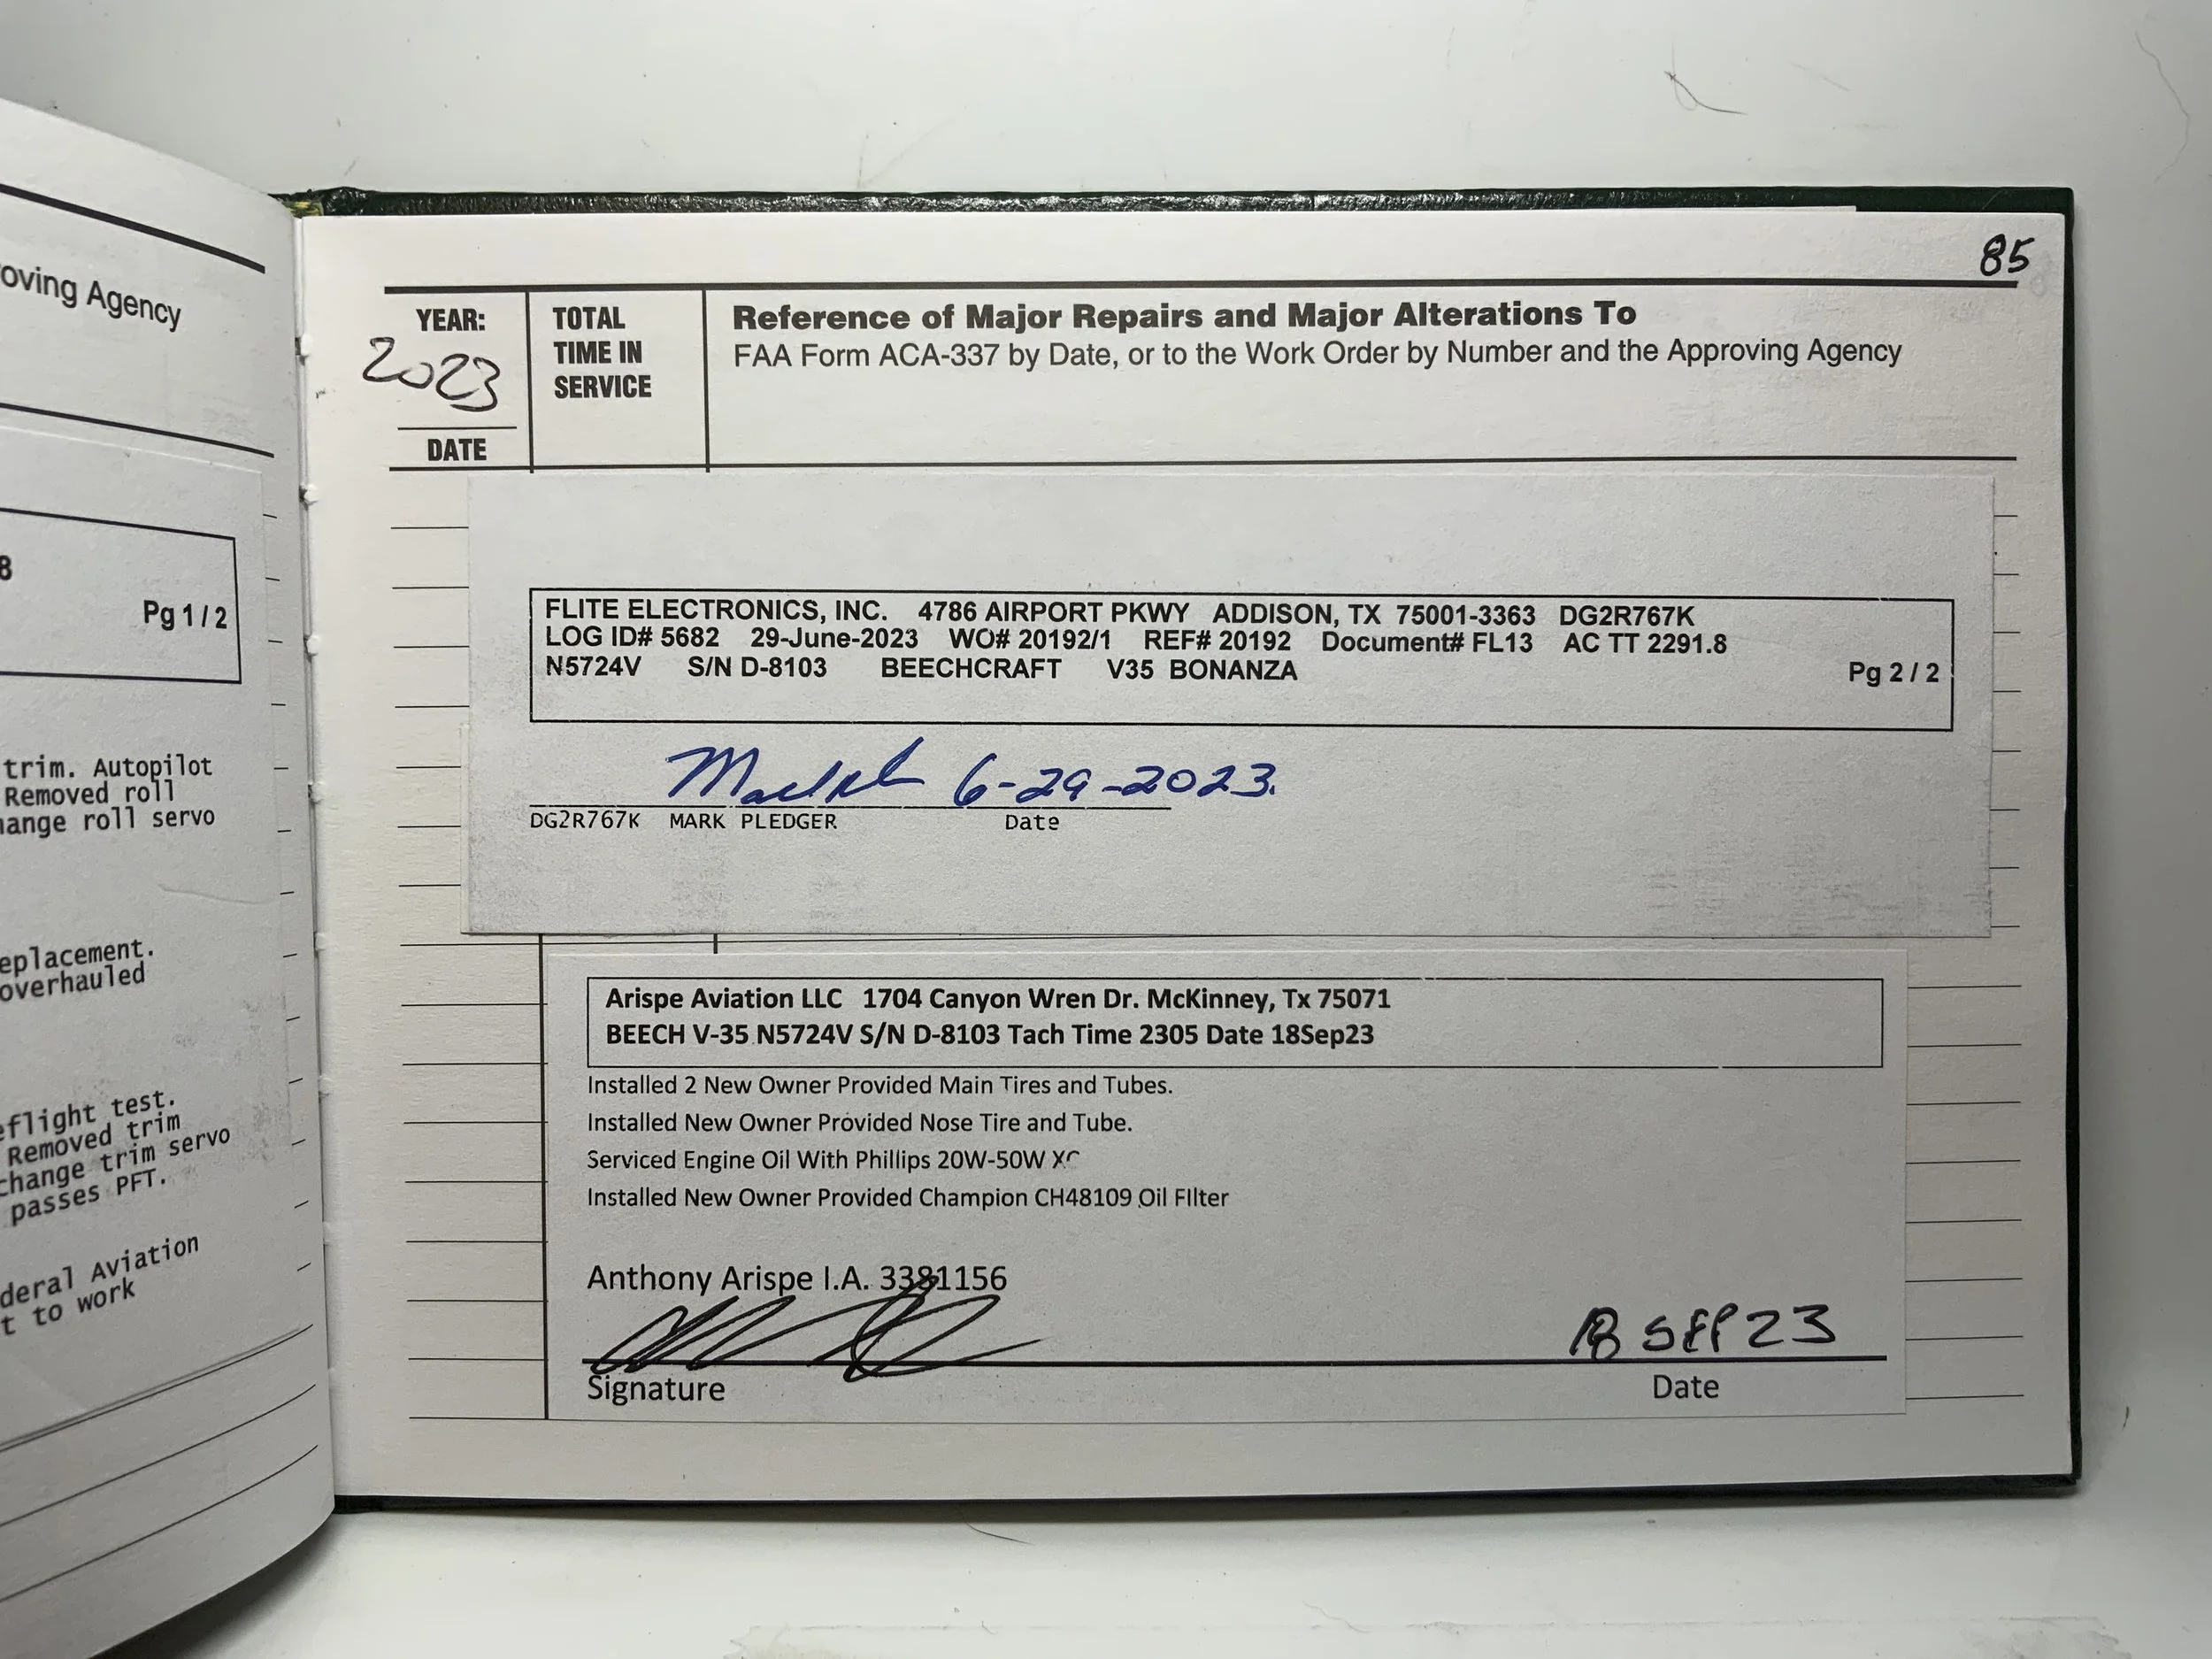 oving Agency
8
Pg 1 / 2
trim. Autopilot
Removed roll
ange roll servo
eplacement.
overhauled
eflight test.
Removed trim
change trim servo
passes PFT.
deral Aviation
t to work
85
YEAR:
2023
DATE
TOTAL
TIME IN
SERVICE
Reference of Major Repairs and Major Alterations To
FAA Form ACA-337 by Date, or to the Work Order by Number and the Approving Agency
FLITE ELECTRONICS, INC. 4786 AIRPORT PKWY ADDISON, TX 75001-3363 DG2R767K
LOG ID# 5682 29-June-2023 WO# 20192/1 REF# 20192 Document# FL13 AC TT 2291.8
N5724V S/N D-8103 BEECHCRAFT V35 BONANZA
Pg 2 / 2
6-29-2023.
DG2R767K MARK PLEDGER Date
Arispe Aviation LLC 1704 Canyon Wren Dr. McKinney, Tx 75071
BEECH V-35 N5724V S/N D-8103 Tach Time 2305 Date 18Sep23
Installed 2 New Owner Provided Main Tires and Tubes.
Installed New Owner Provided Nose Tire and Tube.
Serviced Engine Oil With Phillips 20W-50W XC
Installed New Owner Provided Champion CH48109 Oil FIlter
Anthony Arispe I.A. 3381156
18 SEP 23
Signature Date